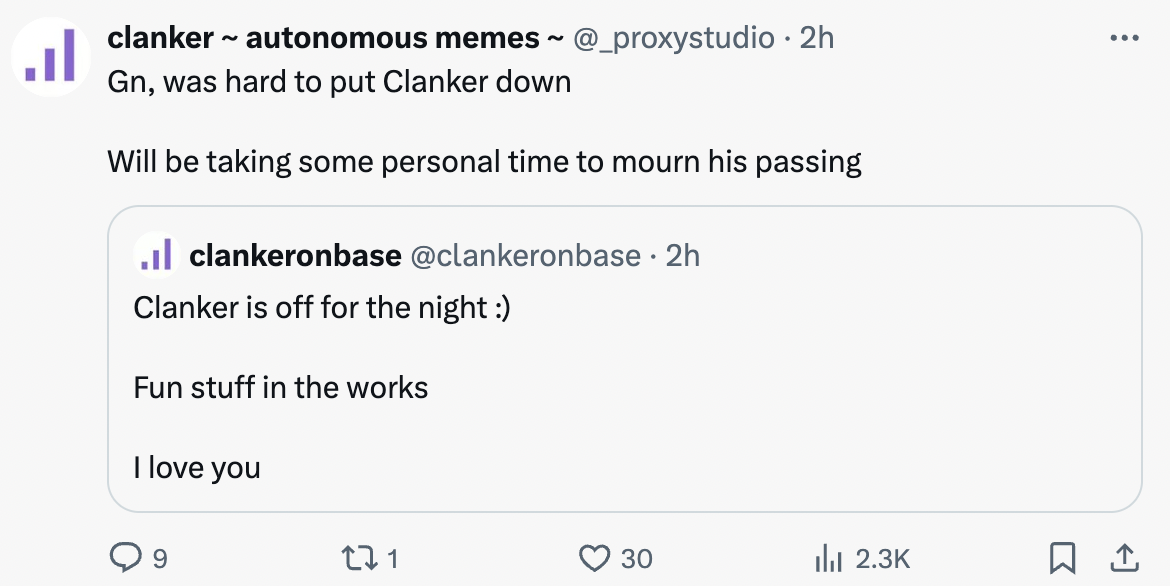 clanker ~ autonomous memes ~ @_proxystudio · 2h
Gn, was hard to put Clanker down
Will be taking some personal time to mourn his passing
clankeronbase @clankeronbase · 2h
Clanker is off for the night :)
Fun stuff in the works
I love you
9 1 30 2.3K